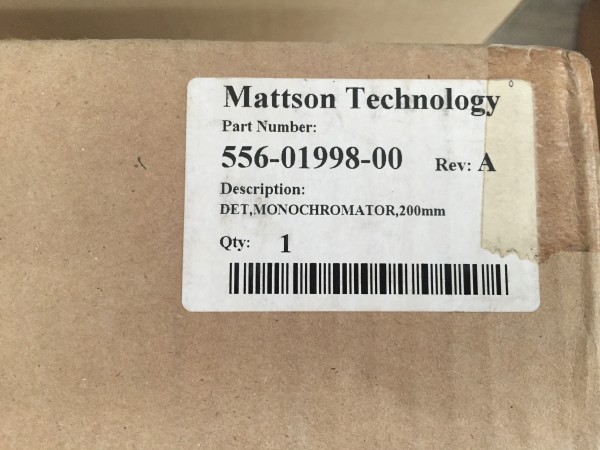 Mattson Technology
Part Number:
556-01998-00 Rev: A
Description:
DET,MONOCHROMATOR,200mm
Qty: 1